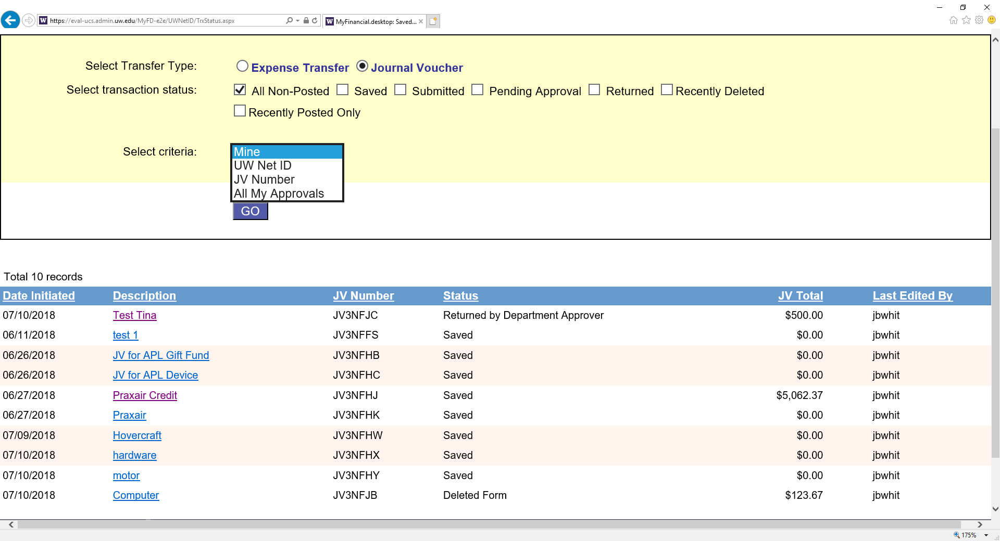 https://eval-ucs.admin.uw.edu/MyFD-e2e/UWNetID/TrxStatus.aspx
MyFinancial.desktop: Saved...
Select Transfer Type: Expense Transfer Journal Voucher
Select transaction status: All Non-Posted Saved Submitted Pending Approval Returned Recently Deleted
Recently Posted Only
Select criteria: Mine
UW Net ID
JV Number
All My Approvals
GO
Total 10 records
Date Initiated Description JV Number Status JV Total Last Edited By
07/10/2018 Test Tina JV3NFJC Returned by Department Approver $500.00 jbwhit
06/11/2018 test 1 JV3NFFS Saved $0.00 jbwhit
06/26/2018 JV for APL Gift Fund JV3NFHB Saved $0.00 jbwhit
06/26/2018 JV for APL Device JV3NFHC Saved $0.00 jbwhit
06/27/2018 Praxair Credit JV3NFHJ Saved $5,062.37 jbwhit
06/27/2018 Praxair JV3NFHK Saved $0.00 jbwhit
07/09/2018 Hovercraft JV3NFHW Saved $0.00 jbwhit
07/10/2018 hardware JV3NFHX Saved $0.00 jbwhit
07/10/2018 motor JV3NFHY Saved $0.00 jbwhit
07/10/2018 Computer JV3NFJB Deleted Form $123.67 jbwhit
175%